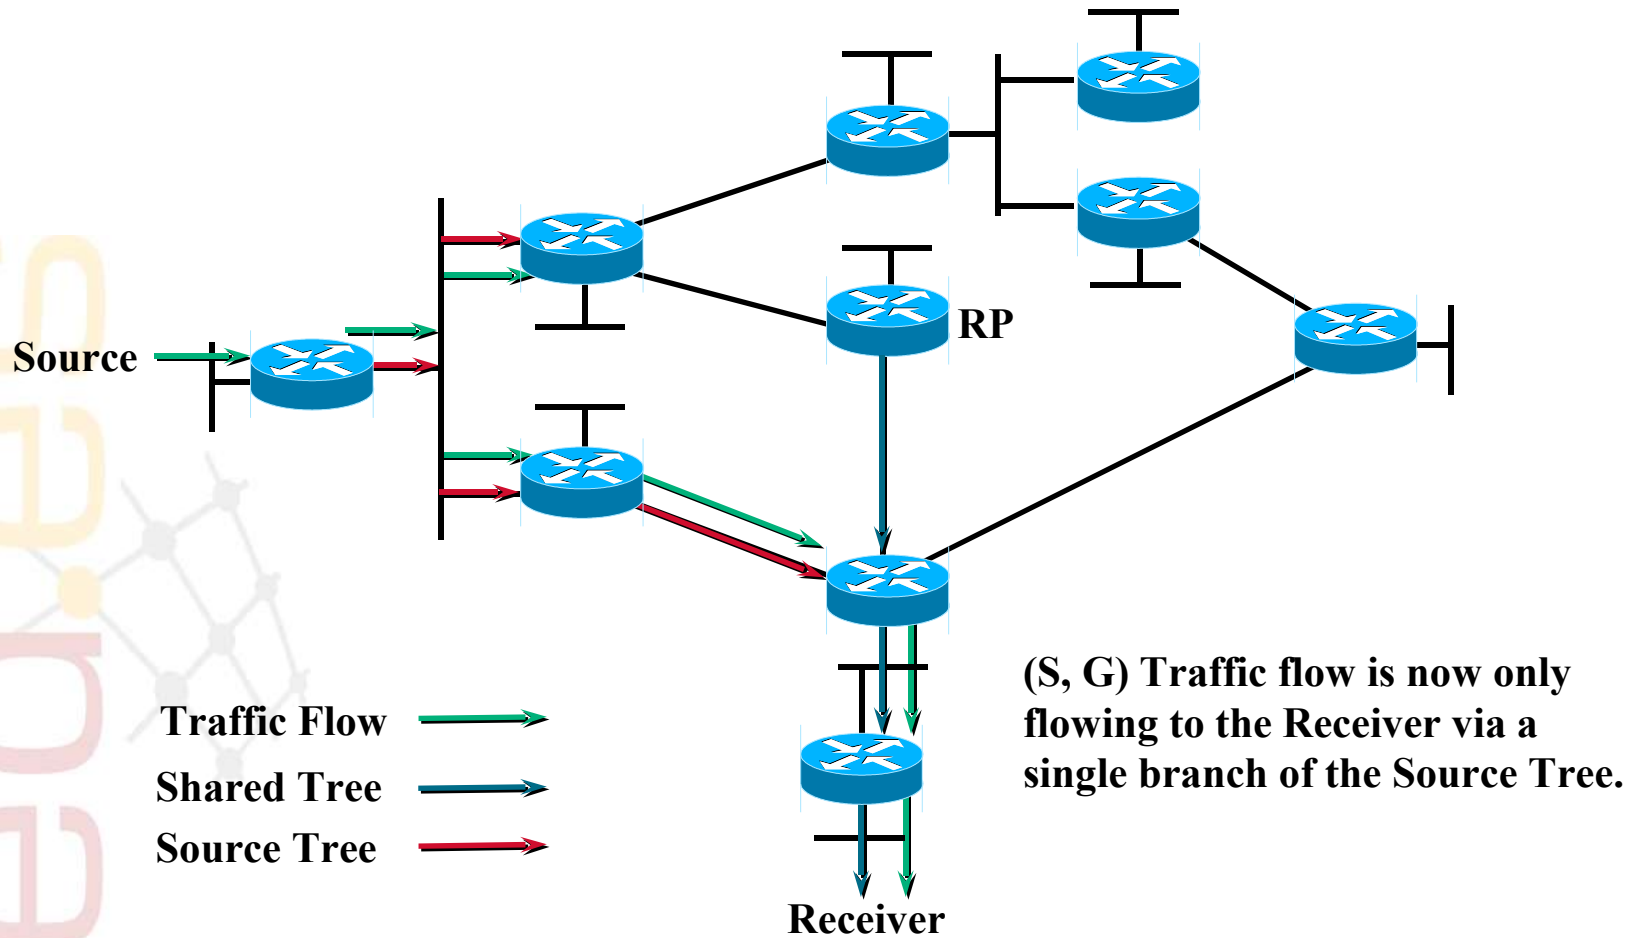 RP
Source
(S, G) Traffic flow is now only
flowing to the Receiver via a
single branch of the Source Tree.
Traffic Flow
Shared Tree
Source Tree
Receiver